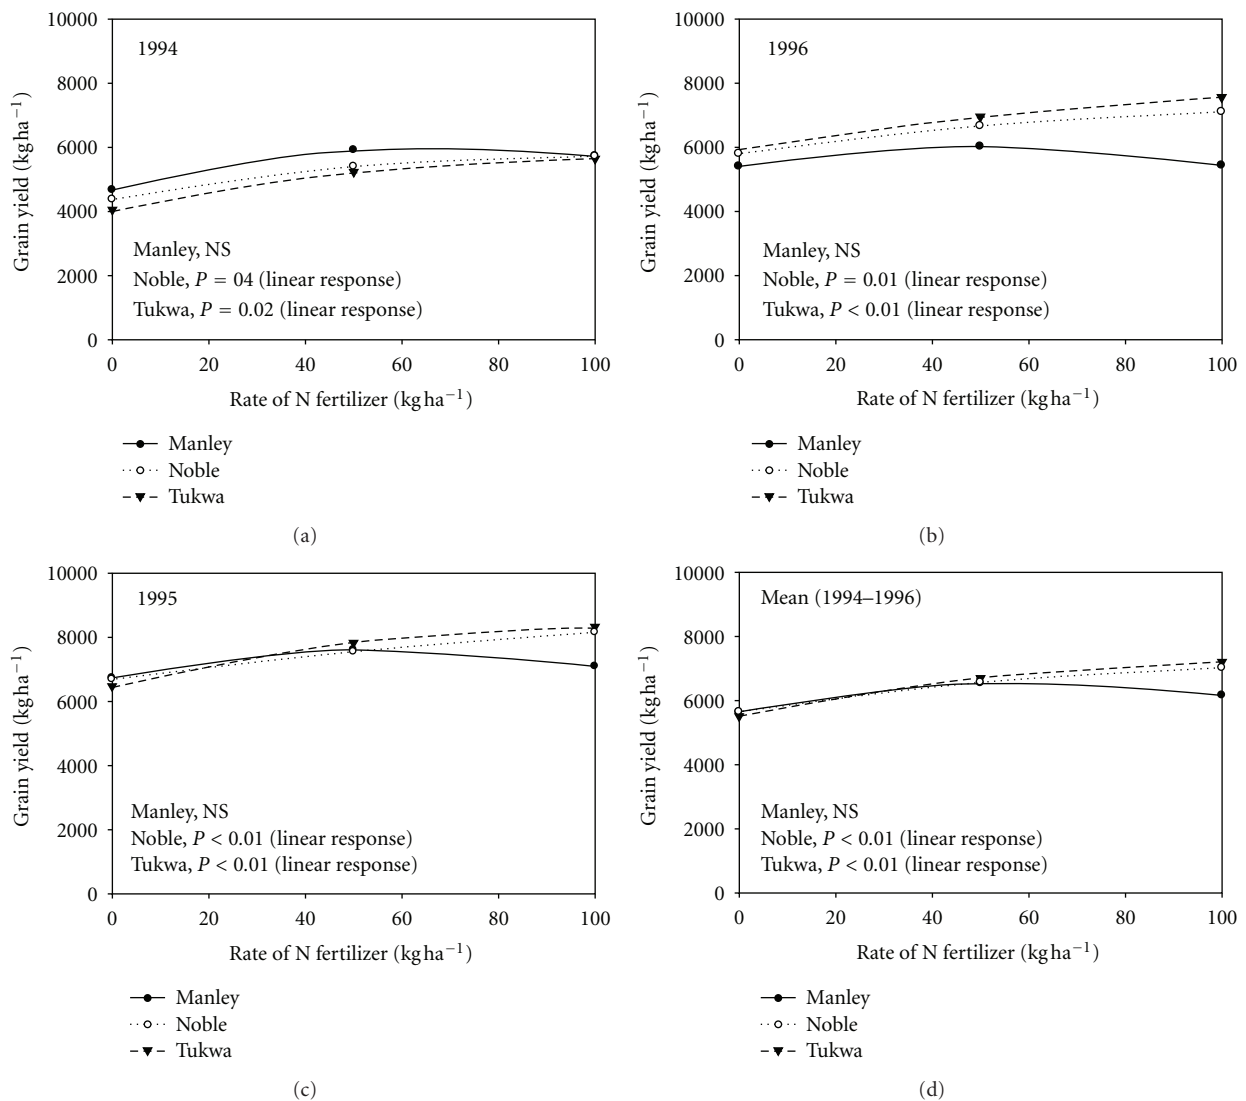 10000
8000
6000
4000
2000
0
Grain yield (kg ha⁻¹)
1994
Manley, NS
Noble, P = 04 (linear response)
Tukwa, P = 0.02 (linear response)
0 20 40 60 80 100
Rate of N fertilizer (kg ha⁻¹)
Manley
Noble
Tukwa
(a)
10000
8000
6000
4000
2000
0
Grain yield (kg ha⁻¹)
1996
Manley, NS
Noble, P = 0.01 (linear response)
Tukwa, P < 0.01 (linear response)
0 20 40 60 80 100
Rate of N fertilizer (kg ha⁻¹)
Manley
Noble
Tukwa
(b)
10000
8000
6000
4000
2000
0
Grain yield (kg ha⁻¹)
1995
Manley, NS
Noble, P < 0.01 (linear response)
Tukwa, P < 0.01 (linear response)
0 20 40 60 80 100
Rate of N fertilizer (kg ha⁻¹)
Manley
Noble
Tukwa
(c)
10000
8000
6000
4000
2000
0
Grain yield (kg ha⁻¹)
Mean (1994–1996)
Manley, NS
Noble, P < 0.01 (linear response)
Tukwa, P < 0.01 (linear response)
0 20 40 60 80 100
Rate of N fertilizer (kg ha⁻¹)
Manley
Noble
Tukwa
(d)